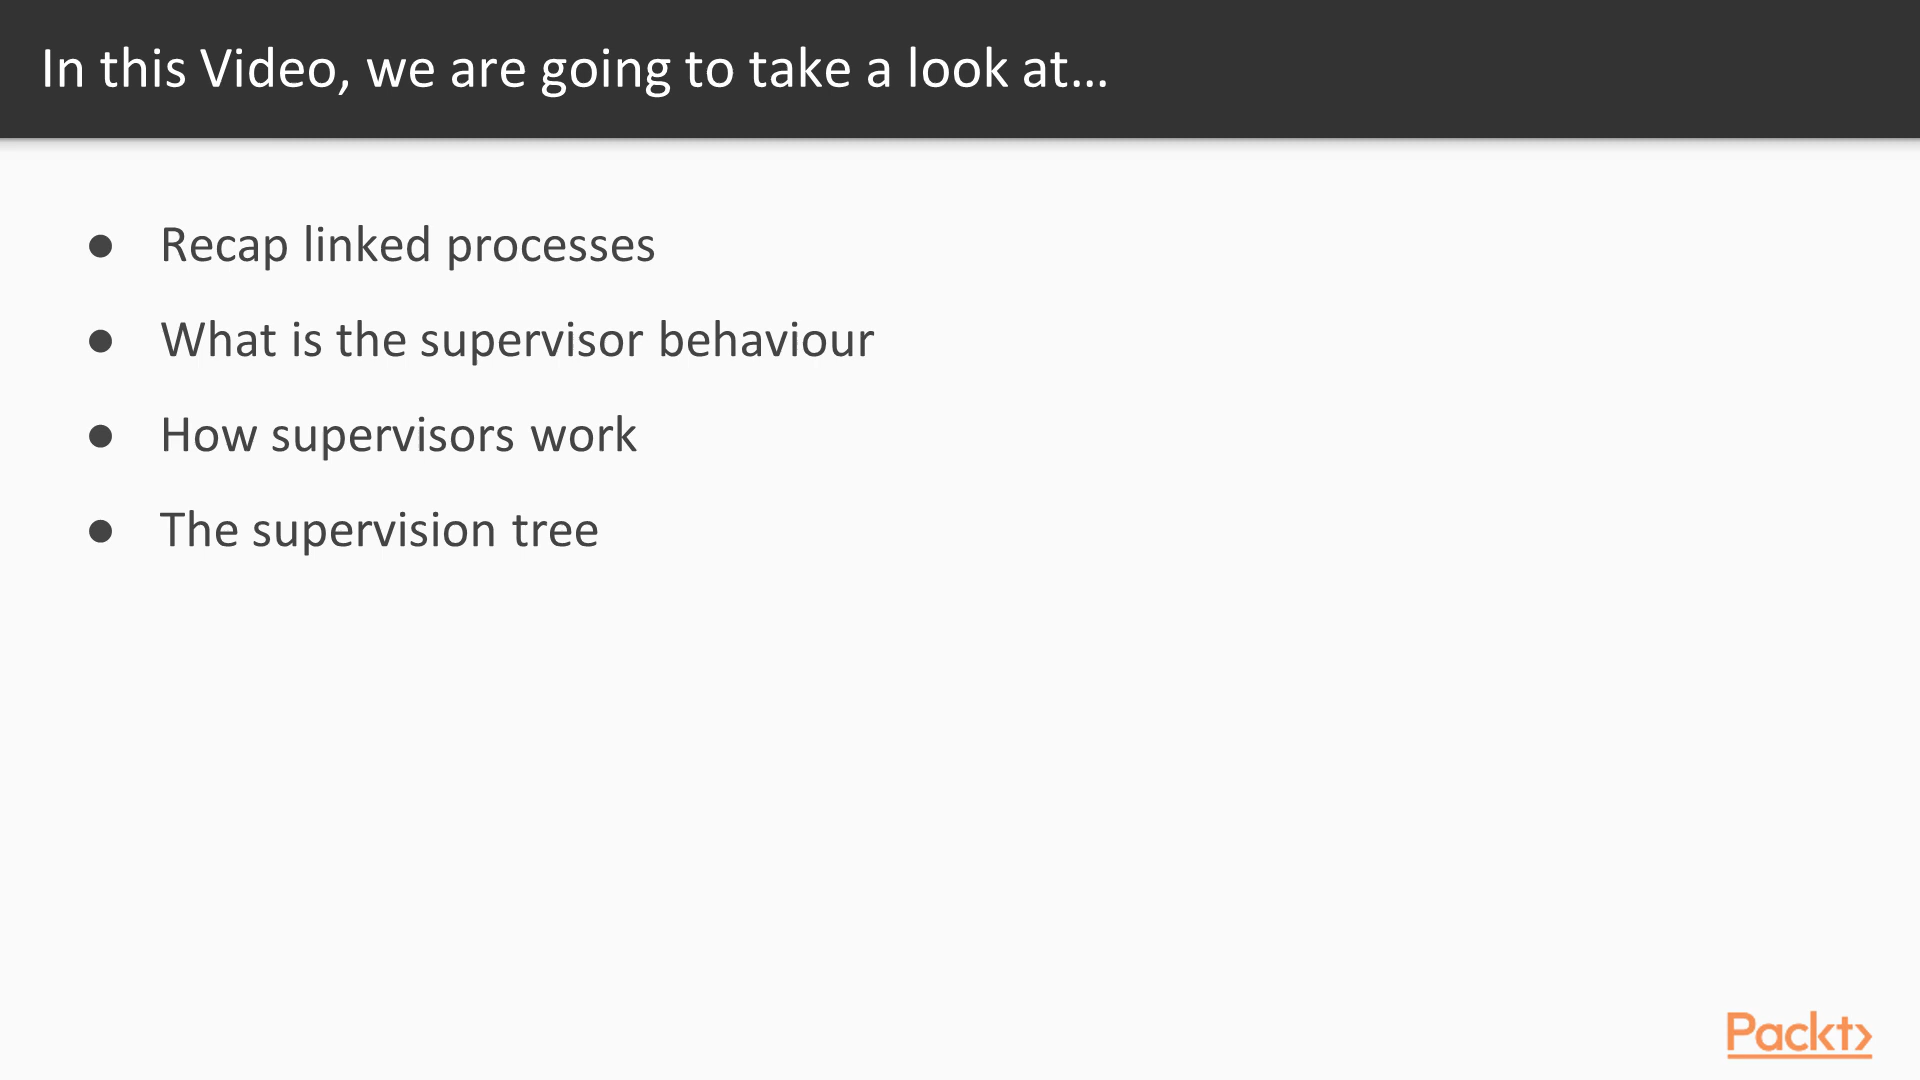 In this Video, we are going to take a look at...
● Recap linked processes
● What is the supervisor behaviour
● How supervisors work
● The supervision tree
Packt>